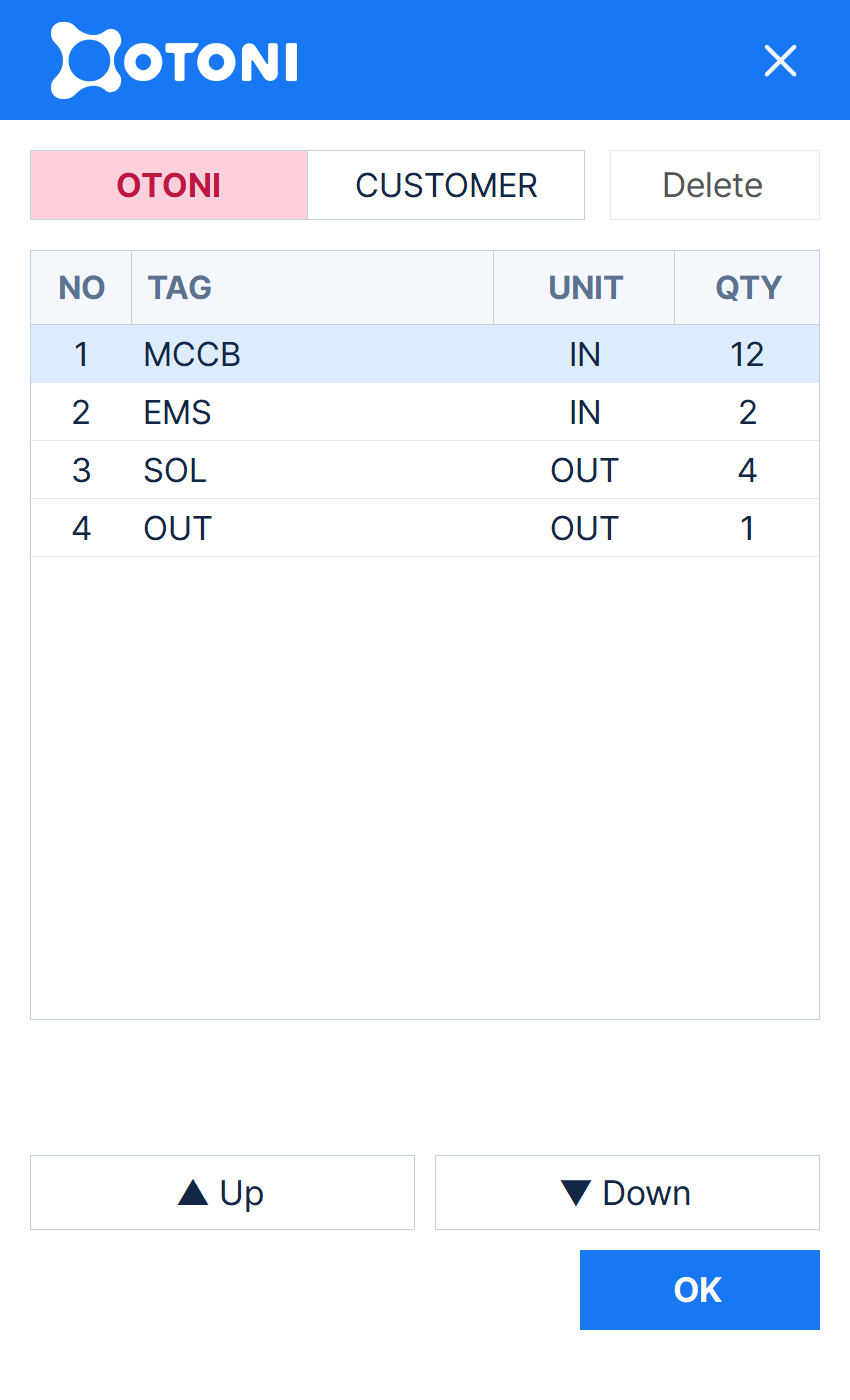 OTONI
OTONI CUSTOMER Delete
NO TAG UNIT QTY
1 MCCB IN 12
2 EMS IN 2
3 SOL OUT 4
4 OUT OUT 1
▲ Up ▼ Down
OK